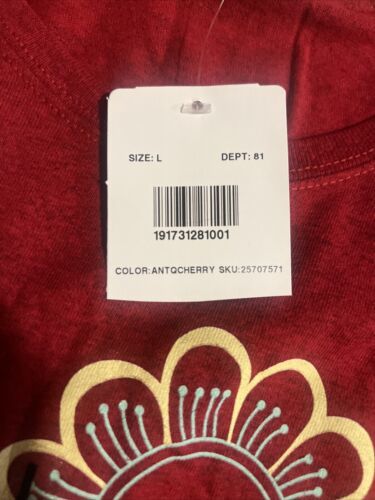 SIZE: L DEPT: 81
191731281001
COLOR:ANTQCHERRY SKU:25707571